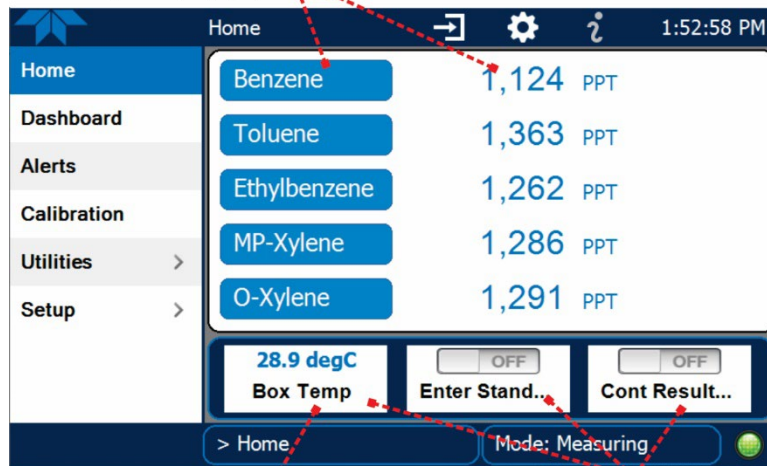 Home 1:52:58 PM
Home
Dashboard
Alerts
Calibration
Utilities >
Setup >
Benzene 1,124 PPT
Toluene 1,363 PPT
Ethylbenzene 1,262 PPT
MP-Xylene 1,286 PPT
O-Xylene 1,291 PPT
28.9 degC
Box Temp
OFF
Enter Stand...
OFF
Cont Result...
> Home
Mode: Measuring